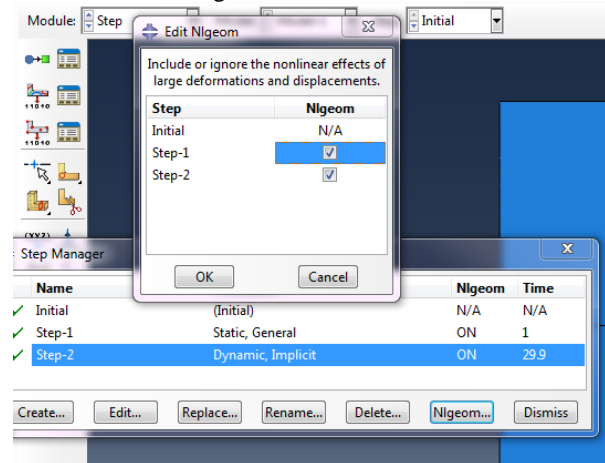 Module: Step Initial
Edit Nlgeom
Include or ignore the nonlinear effects of
large deformations and displacements.
Step Nlgeom
Initial N/A
Step-1
Step-2
OK Cancel
Step Manager
Name Nlgeom Time
Initial (Initial) N/A N/A
Step-1 Static, General ON 1
Step-2 Dynamic, Implicit ON 29.9
Create... Edit... Replace... Rename... Delete... Nlgeom... Dismiss